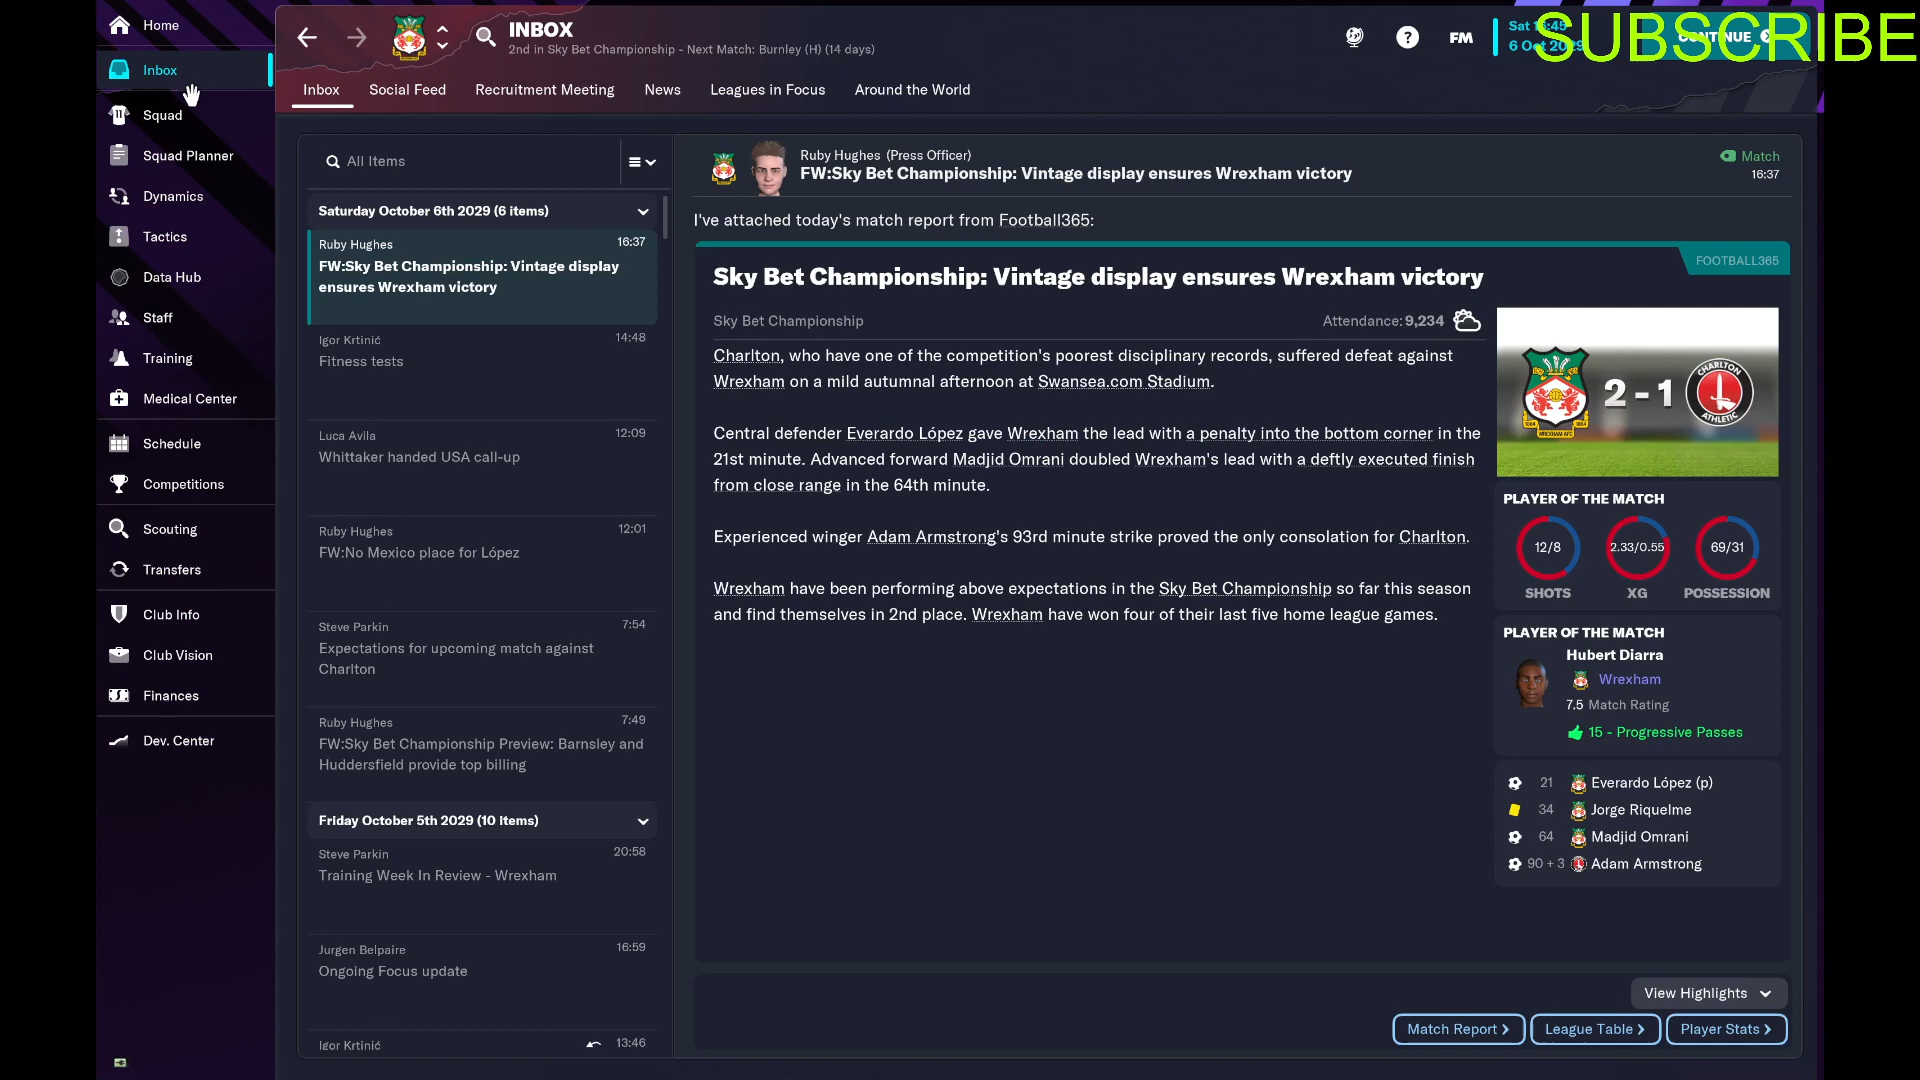 Home
Inbox
Squad
Squad Planner
Dynamics
Tactics
Data Hub
Staff
Training
Medical Center
Schedule
Competitions
Scouting
Transfers
Club Info
Club Vision
Finances
Dev. Center
INBOX
2nd in Sky Bet Championship - Next Match: Burnley (H) (14 days)
FM
6 Oct 2029
CONTINUE
SUBSCRIBE
Inbox
Social Feed
Recruitment Meeting
News
Leagues in Focus
Around the World
All Items
Saturday October 6th 2029 (6 items)
Ruby Hughes 16:37
FW:Sky Bet Championship: Vintage display
ensures Wrexham victory
Igor Krtinić 14:48
Fitness tests
Luca Avila 12:09
Whittaker handed USA call-up
Ruby Hughes 12:01
FW:No Mexico place for López
Steve Parkin 7:54
Expectations for upcoming match against
Charlton
Ruby Hughes 7:49
FW:Sky Bet Championship Preview: Barnsley and
Huddersfield provide top billing
Friday October 5th 2029 (10 items)
Steve Parkin 20:58
Training Week In Review - Wrexham
Jurgen Belpaire 16:59
Ongoing Focus update
Igor Krtinić 13:46
Ruby Hughes (Press Officer)
FW:Sky Bet Championship: Vintage display ensures Wrexham victory
Match
16:37
I've attached today's match report from Football365:
FOOTBALL365
Sky Bet Championship: Vintage display ensures Wrexham victory
Sky Bet Championship Attendance: 9,234
Charlton, who have one of the competition's poorest disciplinary records, suffered defeat against
Wrexham on a mild autumnal afternoon at Swansea.com Stadium.
Central defender Everardo López gave Wrexham the lead with a penalty into the bottom corner in the
21st minute. Advanced forward Madjid Omrani doubled Wrexham's lead with a deftly executed finish
from close range in the 64th minute.
Experienced winger Adam Armstrong's 93rd minute strike proved the only consolation for Charlton.
Wrexham have been performing above expectations in the Sky Bet Championship so far this season
and find themselves in 2nd place. Wrexham have won four of their last five home league games.
2 - 1
CHARLTON
ATHLETIC
PLAYER OF THE MATCH
12/8
2.33/0.55
69/31
SHOTS
XG
POSSESSION
PLAYER OF THE MATCH
Hubert Diarra
Wrexham
7.5 Match Rating
15 - Progressive Passes
21 Everardo López (p)
34 Jorge Riquelme
64 Madjid Omrani
90 + 3 Adam Armstrong
View Highlights
Match Report
League Table
Player Stats